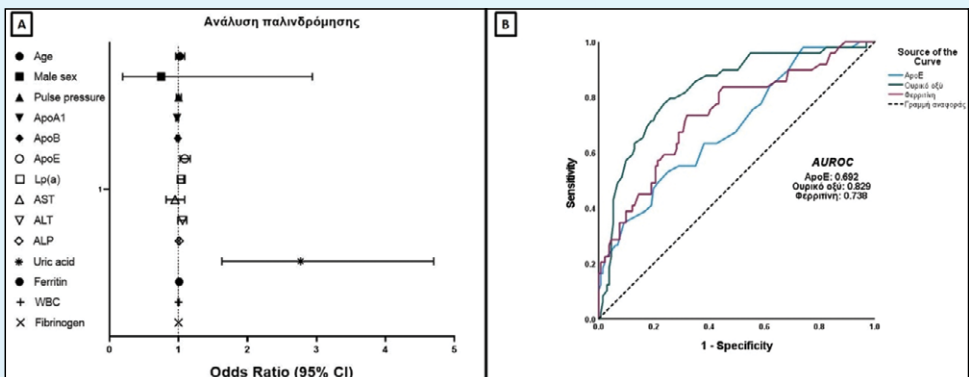 A
Ανάλυση παλινδρόμησης
Age
Male sex
Pulse pressure
ApoA1
ApoB
ApoE
Lp(a)
AST
ALT
ALP
Uric acid
Ferritin
WBC
Fibrinogen
1
0 1 2 3 4 5
Odds Ratio (95% CI)
B
Source of the
Curve
ApoE
Ουρικό οξύ
Φερριτίνη
Γραμμή αναφοράς
Sensitivity
1.0
0.8
0.6
0.4
0.2
0.0
AUROC
ApoE: 0.692
Ουρικό οξύ: 0.829
Φερριτίνη: 0.738
0.0 0.2 0.4 0.6 0.8 1.0
1 - Specificity